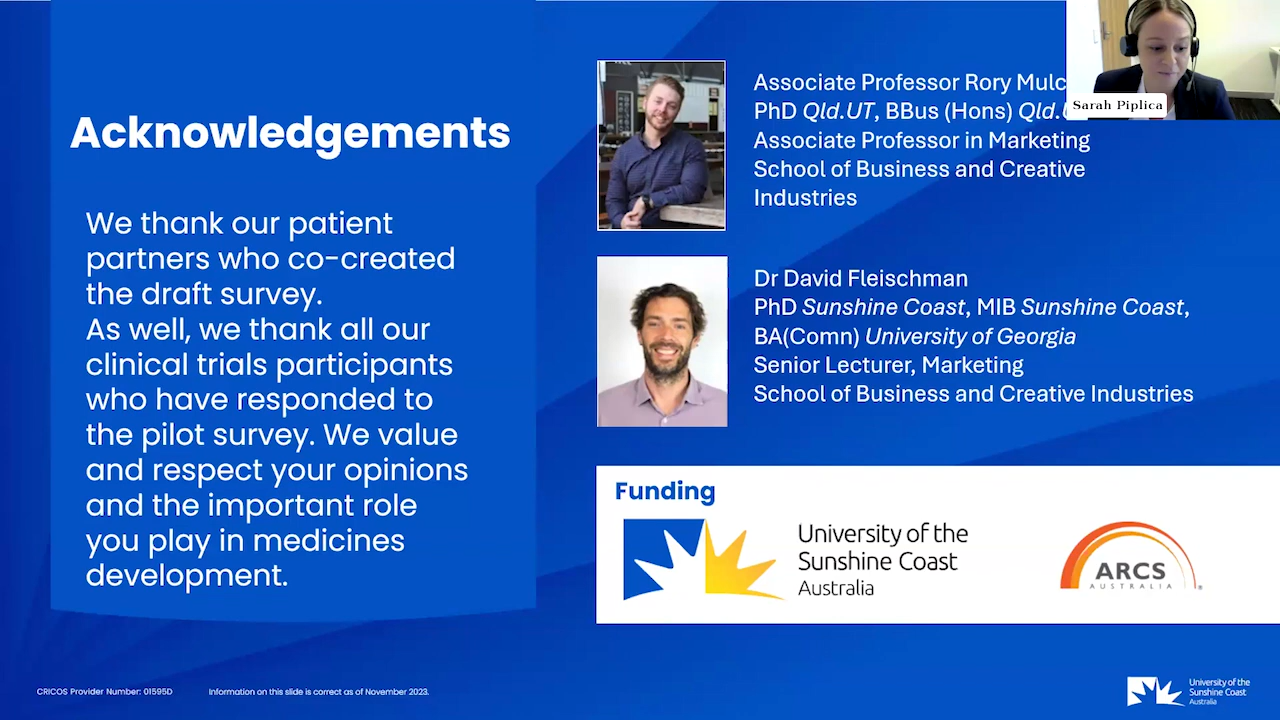 Acknowledgements
We thank our patient
partners who co-created
the draft survey.
As well, we thank all our
clinical trials participants
who have responded to
the pilot survey. We value
and respect your opinions
and the important role
you play in medicines
development.
Associate Professor Rory
PhD Qld.UT, BBus (Hons)
Associate Professor in Marketing
School of Business and Creative
Industries
Sarah Piplica
Dr David Fleischman
PhD Sunshine Coast, MIB Sunshine Coast,
BA(Comn) University of Georgia
Senior Lecturer, Marketing
School of Business and Creative Industries
Funding
University of the
Sunshine Coast
Australia
ARCS
AUSTRALIA
CRICOS Provider Number: 01595D
Information on this slide is correct as of November 2023.
University of the
Sunshine Coast
Australia